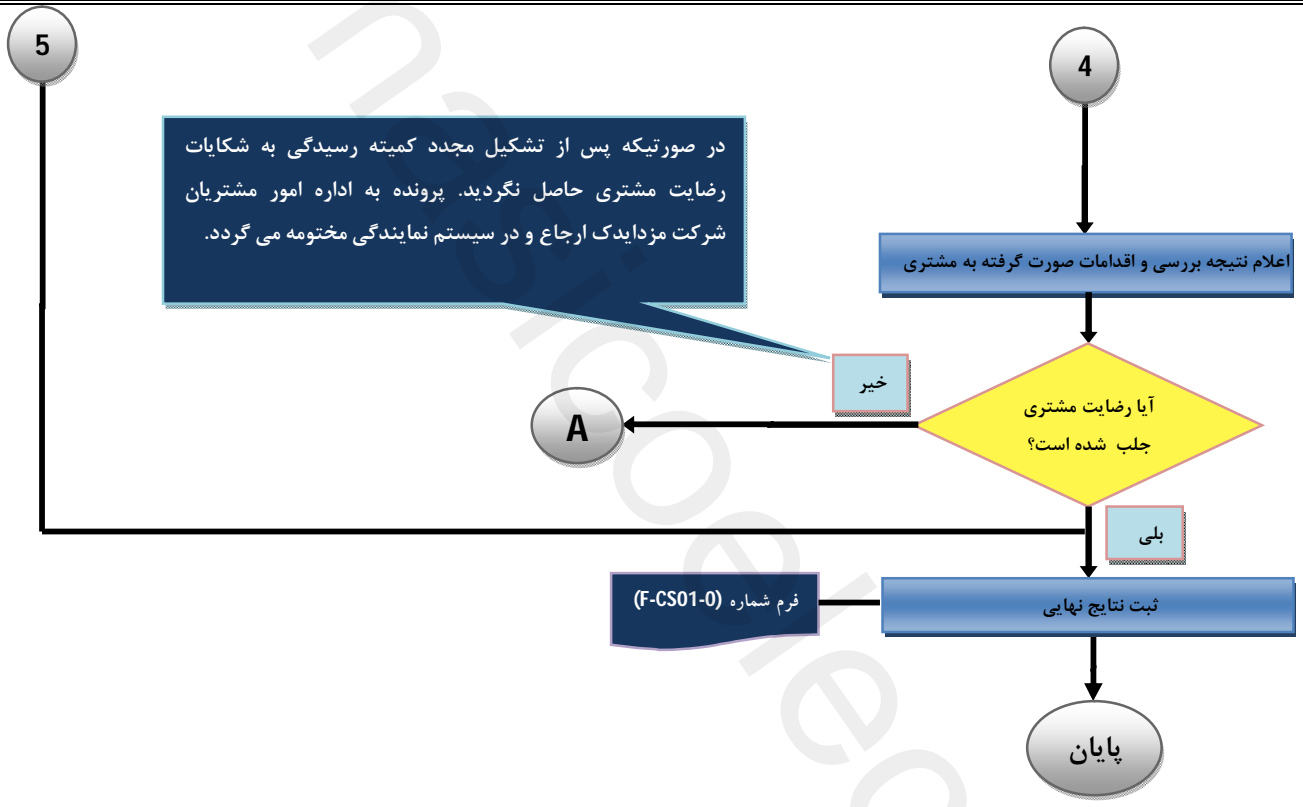 5
4
در صورتیکه پس از تشکیل مجدد کمیته رسیدگی به شکایات
رضایت مشتری حاصل نگردید. پرونده به اداره امور مشتریان
شرکت مزدایدک ارجاع و در سیستم نمایندگی مختومه می گردد.
اعلام نتیجه بررسی و اقدامات صورت گرفته به مشتری
خیر
آیا رضایت مشتری
جلب شده است؟
A
بلی
ثبت نتایج نهایی
فرم شماره (F-CS01-0)
پایان
nasicoelec